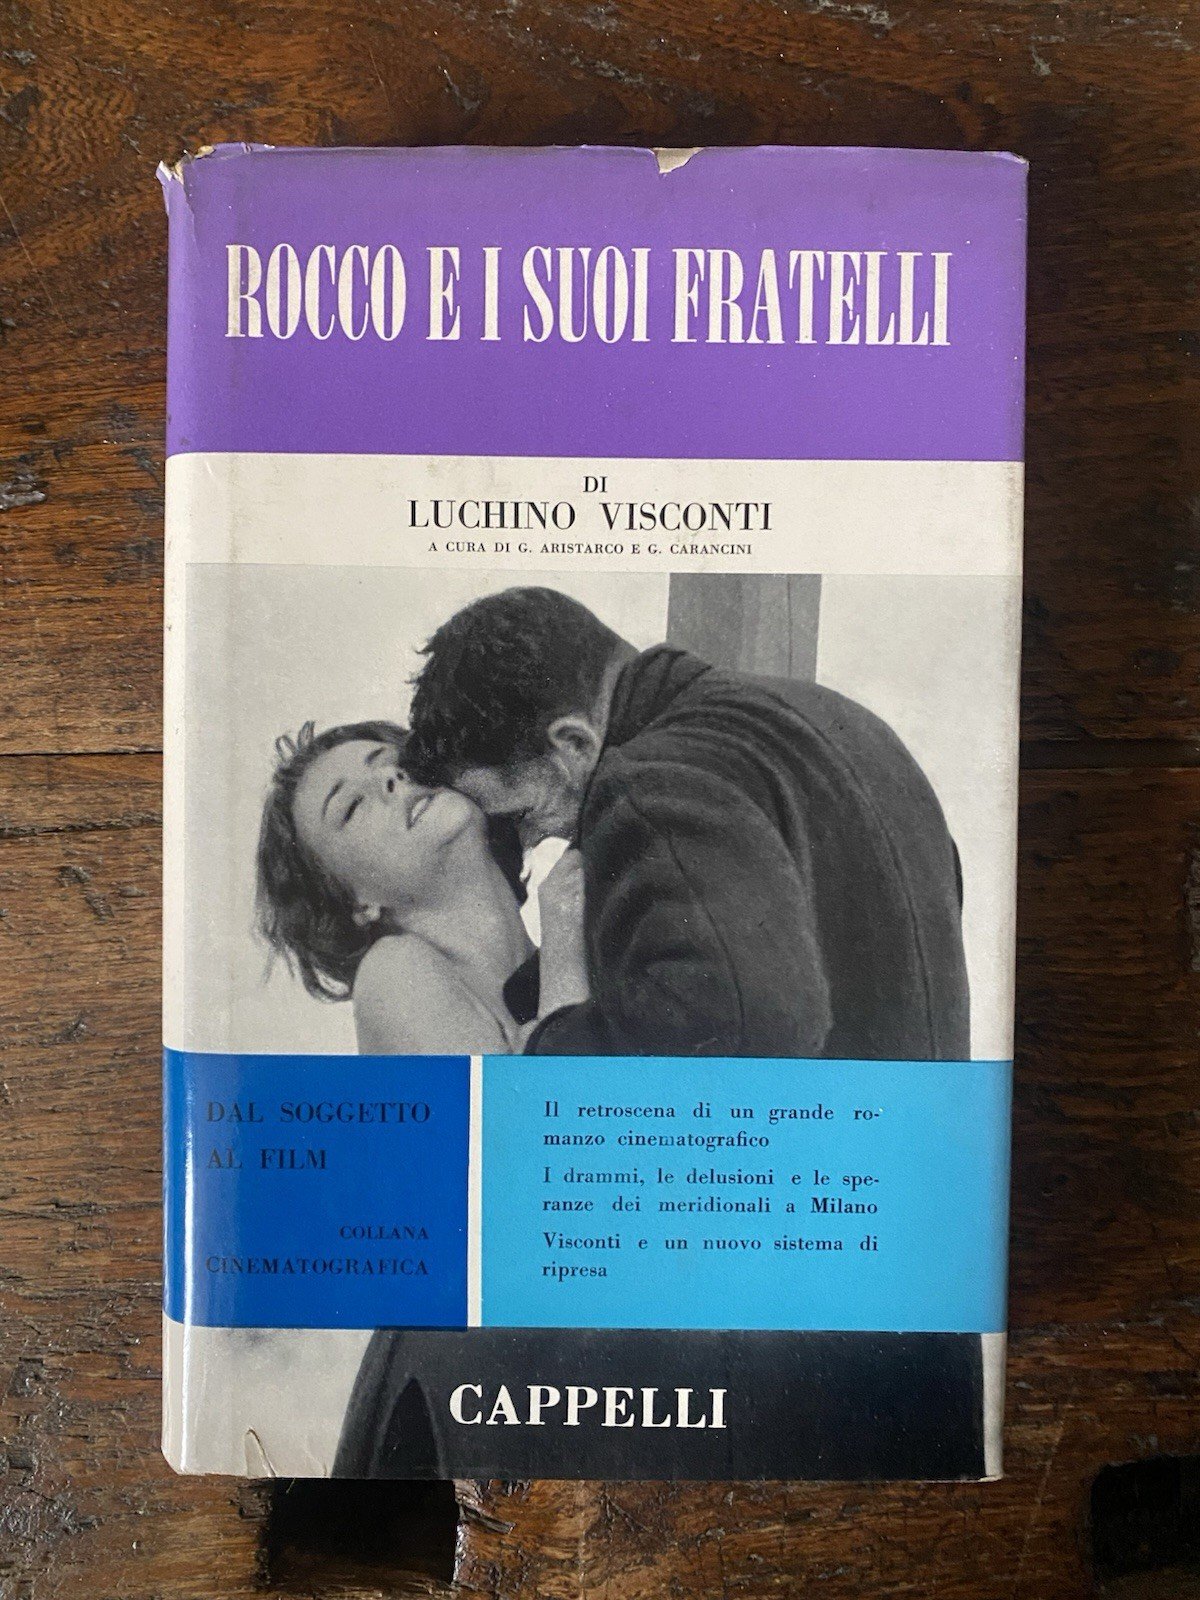 ROCCO E I SUOI FRATELLI
DI
LUCHINO VISCONTI
A CURA DI G. ARISTARCO E G. CARANCINI
DAL SOGGETTO
AL FILM
COLLANA
CINEMATOGRAFICA
Il retroscena di un grande ro-
manzo cinematografico
I drammi, le delusioni e le spe-
ranze dei meridionali a Milano
Visconti e un nuovo sistema di
ripresa
CAPPELLI